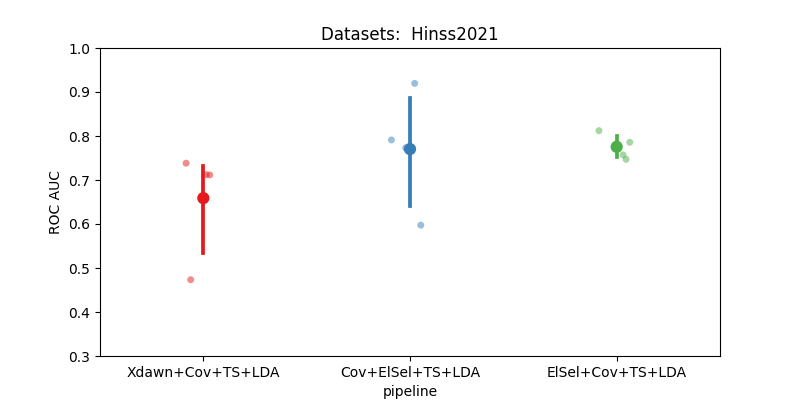 Datasets:  Hinss2021
1.0
0.9
0.8
0.7
0.6
0.5
0.4
0.3
ROC AUC
Xdawn+Cov+TS+LDA
Cov+ElSel+TS+LDA
ElSel+Cov+TS+LDA
pipeline